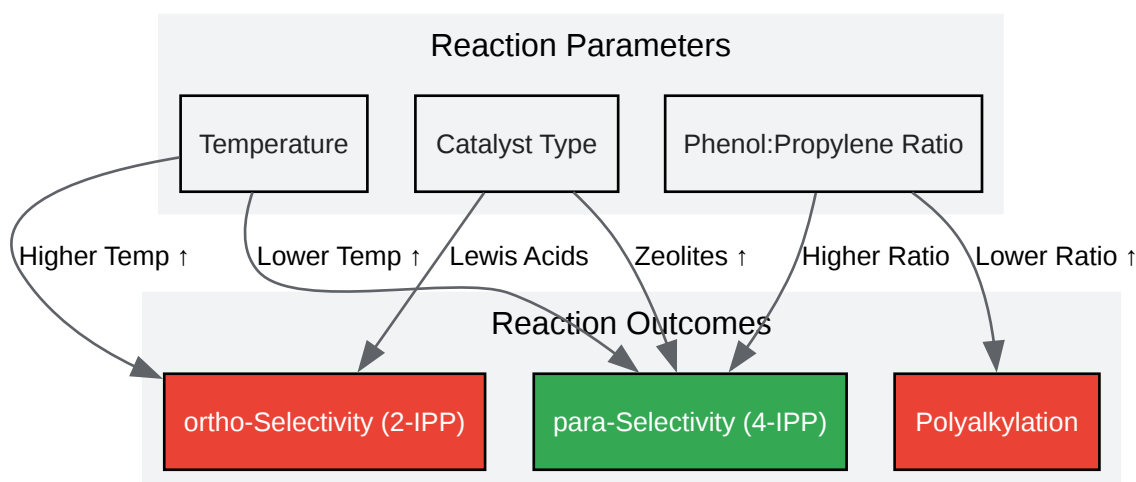 Reaction Parameters
Temperature
Catalyst Type
Phenol:Propylene Ratio
Higher Temp ↑
Lower Temp ↑
Lewis Acids
Zeolites ↑
Higher Ratio
Lower Ratio ↑
Reaction Outcomes
ortho-Selectivity (2-IPP)
para-Selectivity (4-IPP)
Polyalkylation